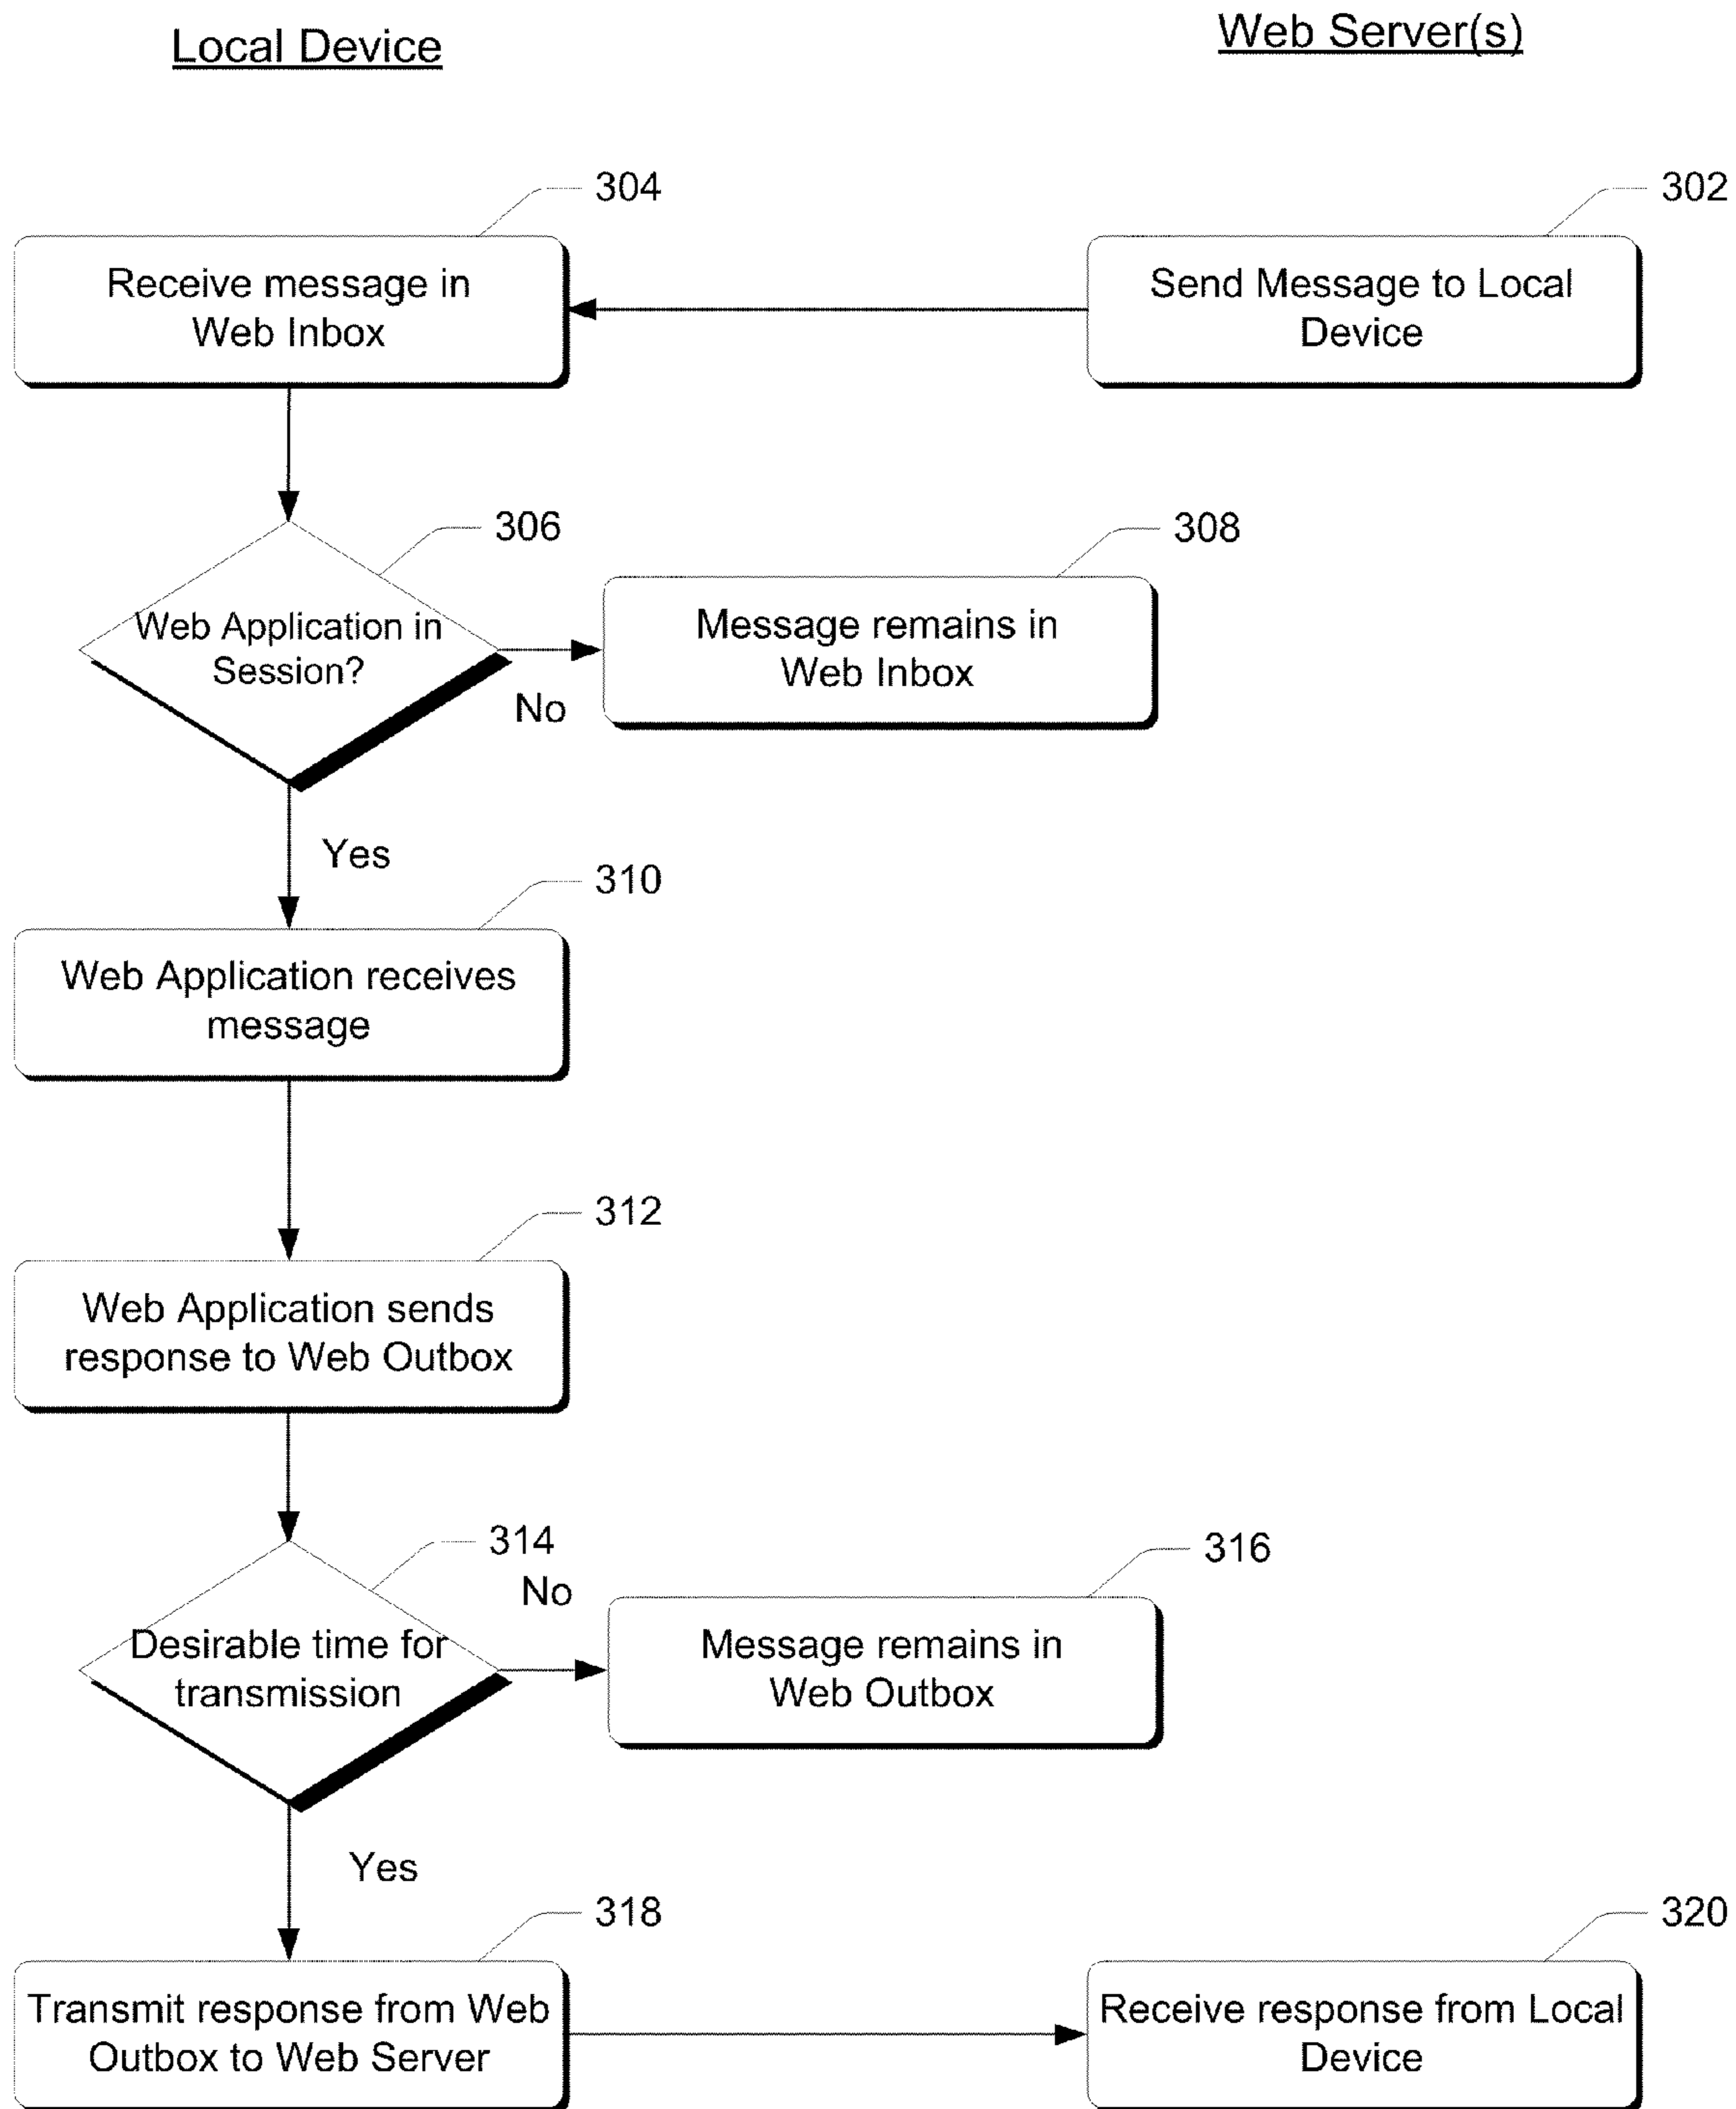 Local Device
Web Server(s)
304
302
Receive message in
Web Inbox
Send Message to Local
Device
306
308
Web Application in
Session?
Message remains in
Web Inbox
No
Yes
310
Web Application receives
message
312
Web Application sends
response to Web Outbox
314
316
No
Desirable time for
transmission
Message remains in
Web Outbox
Yes
318
320
Transmit response from Web
Outbox to Web Server
Receive response from Local
Device